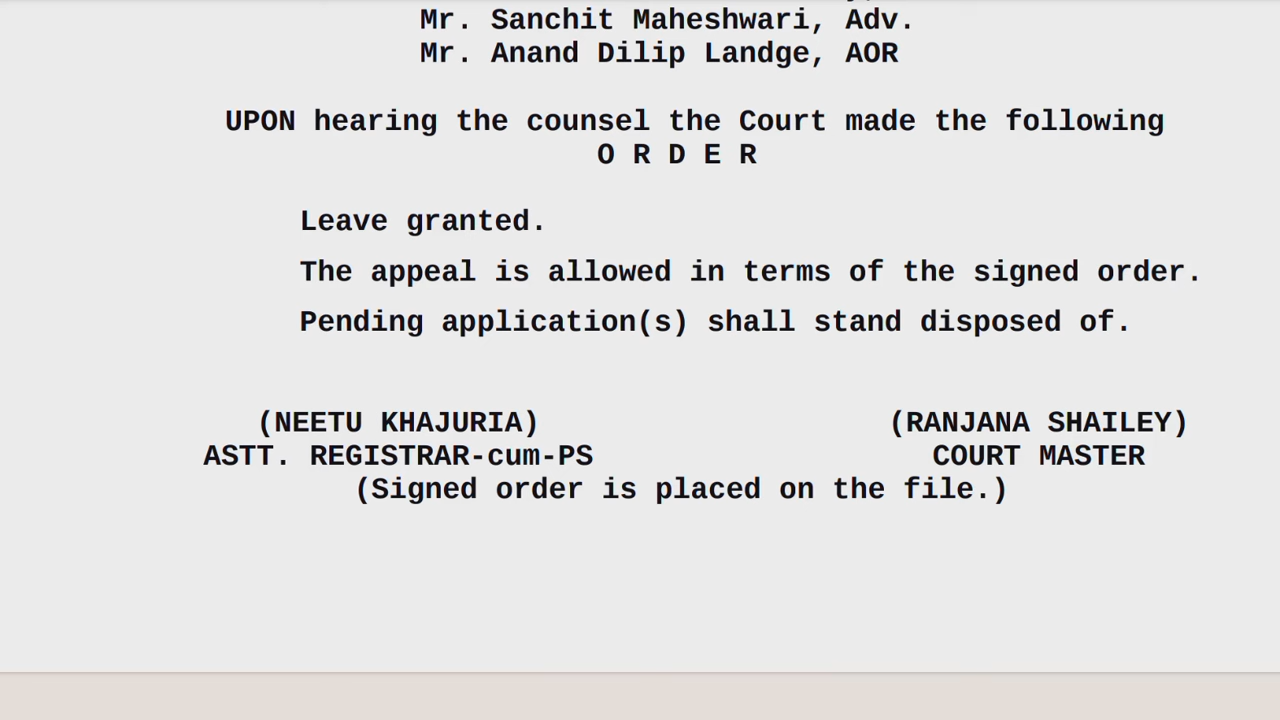 Mr. Sanchit Maheshwari, Adv.
Mr. Anand Dilip Landge, AOR
UPON hearing the counsel the Court made the following
O R D E R
Leave granted.
The appeal is allowed in terms of the signed order.
Pending application(s) shall stand disposed of.
(NEETU KHAJURIA) (RANJANA SHAILEY)
ASTT. REGISTRAR-cum-PS COURT MASTER
(Signed order is placed on the file.)